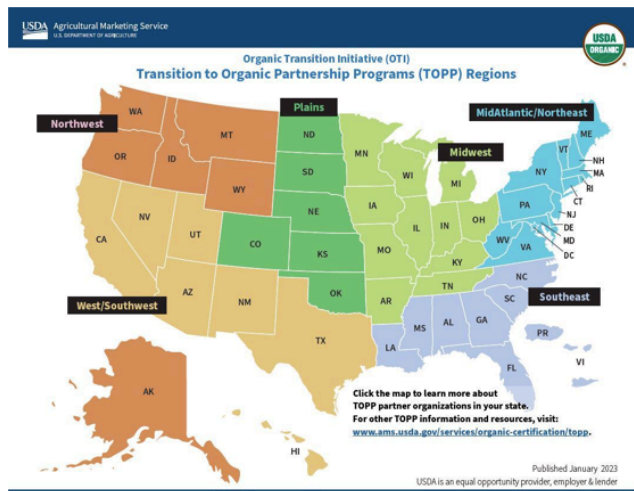 USDA Agricultural Marketing Service
U.S. DEPARTMENT OF AGRICULTURE
USDA
ORGANIC
Organic Transition Initiative (OTI)
Transition to Organic Partnership Programs (TOPP) Regions
Northwest
Plains
MidAtlantic/Northeast
Midwest
West/Southwest
Southeast
WA
OR
ID
MT
WY
ND
SD
NE
CO
KS
OK
MN
WI
MI
IA
IL
IN
OH
MO
KY
TN
AR
ME
VT
NH
MA
RI
CT
NY
PA
NJ
DE
MD
DC
WV
VA
CA
NV
UT
AZ
NM
TX
HI
AK
NC
SC
MS
AL
GA
LA
FL
PR
VI
Click the map to learn more about
TOPP partner organizations in your state.
For other TOPP information and resources, visit:
www.ams.usda.gov/services/organic-certification/topp.
Published January 2023
USDA is an equal opportunity provider, employer & lender